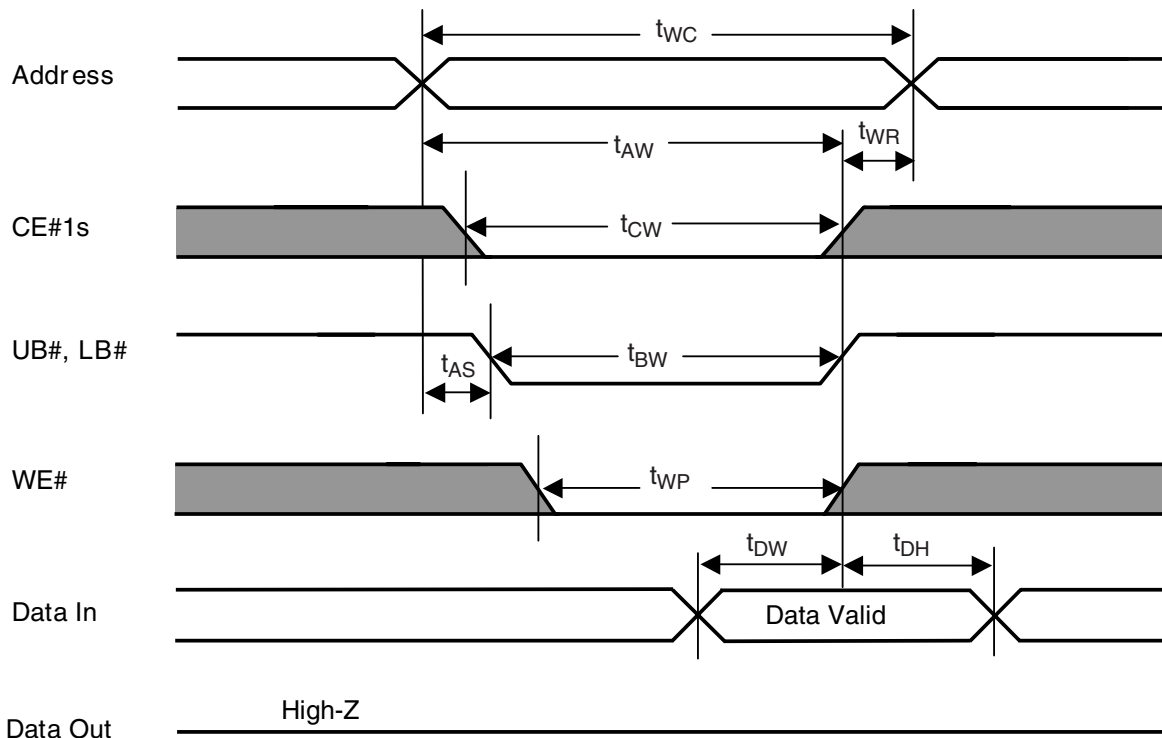 tWC
Address
tAW
tWR
CE#1s
tCW
UB#, LB#
tAS
tBW
WE#
tWP
tDW
tDH
Data In
Data Valid
High-Z
Data Out